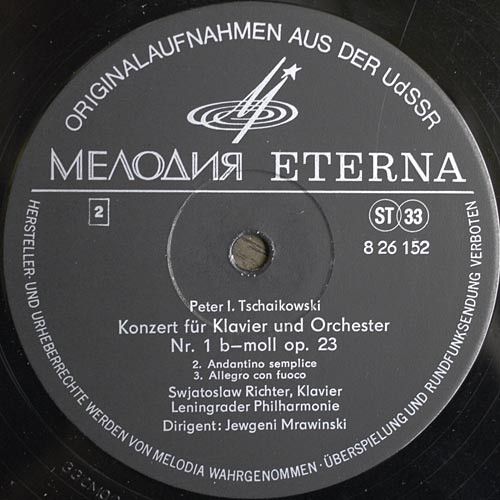 ORIGINALAUFNAHMEN AUS DER UdSSR
МЕЛОДИЯ ETERNA
2
ST 33
8 26 152
Peter I. Tschaikowski
Konzert für Klavier und Orchester
Nr. 1 b–moll op. 23
2. Andantino semplice
3. Allegro con fuoco
Swjatoslaw Richter, Klavier
Leningrader Philharmonie
Dirigent: Jewgeni Mrawinski
HERSTELLER- UND URHEBERRECHTE WERDEN VON MELODIA WAHRGENOMMEN · ÜBERSPIELUNG UND RUNDFUNKSENDUNG VERBOTEN